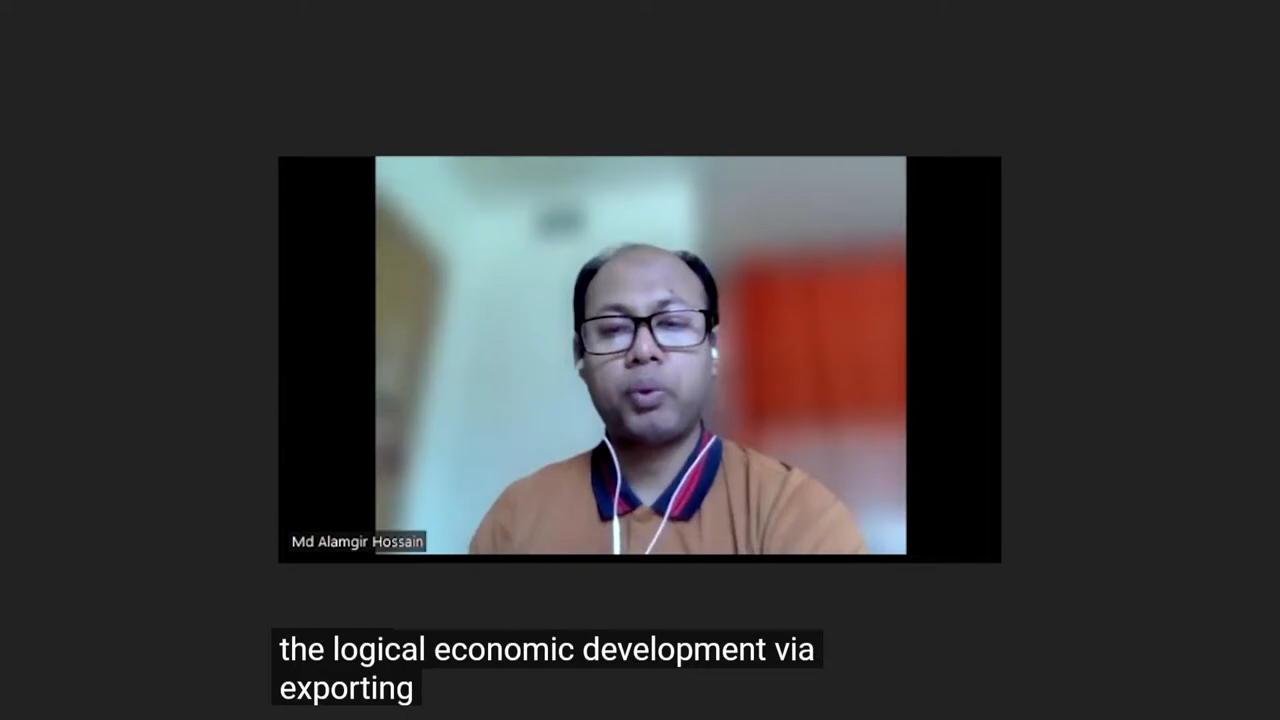 Md Alamgir Hossain
the logical economic development via
exporting